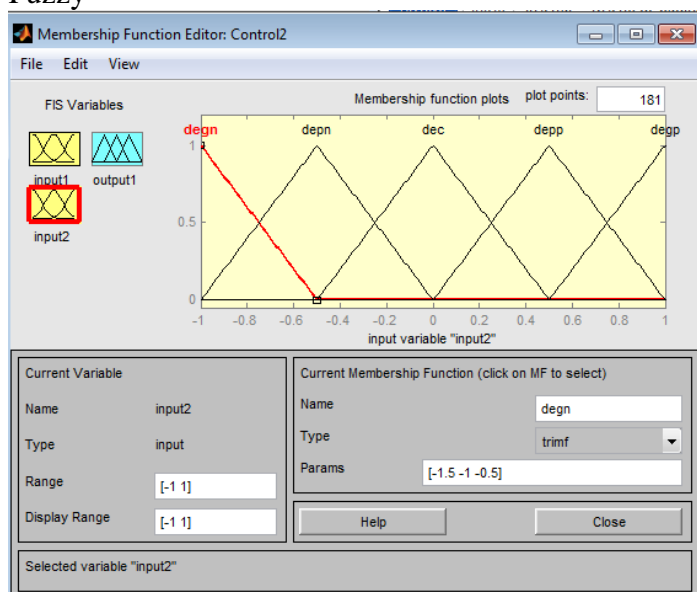 Fuzzy
Membership Function Editor: Control2
File Edit View
FIS Variables
Membership function plots plot points: 181
degn depn dec depp degp
input1 output1
input2
1
0.5
0
-1 -0.8 -0.6 -0.4 -0.2 0 0.2 0.4 0.6 0.8 1
input variable "input2"
Current Variable
Name input2
Type input
Range [-1 1]
Display Range [-1 1]
Current Membership Function (click on MF to select)
Name degn
Type trimf
Params [-1.5 -1 -0.5]
Help Close
Selected variable "input2"